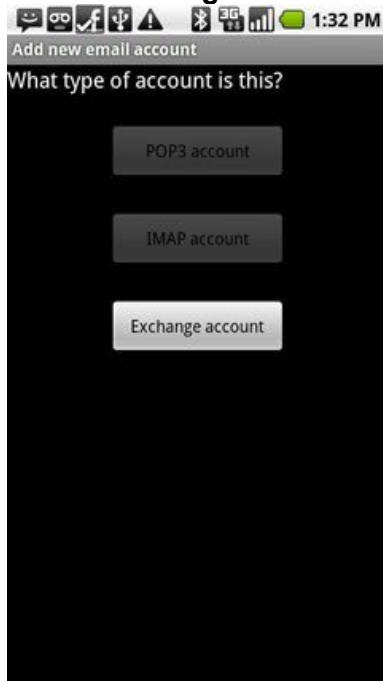 3G
1:32 PM
Add new email account
What type of account is this?
POP3 account
IMAP account
Exchange account